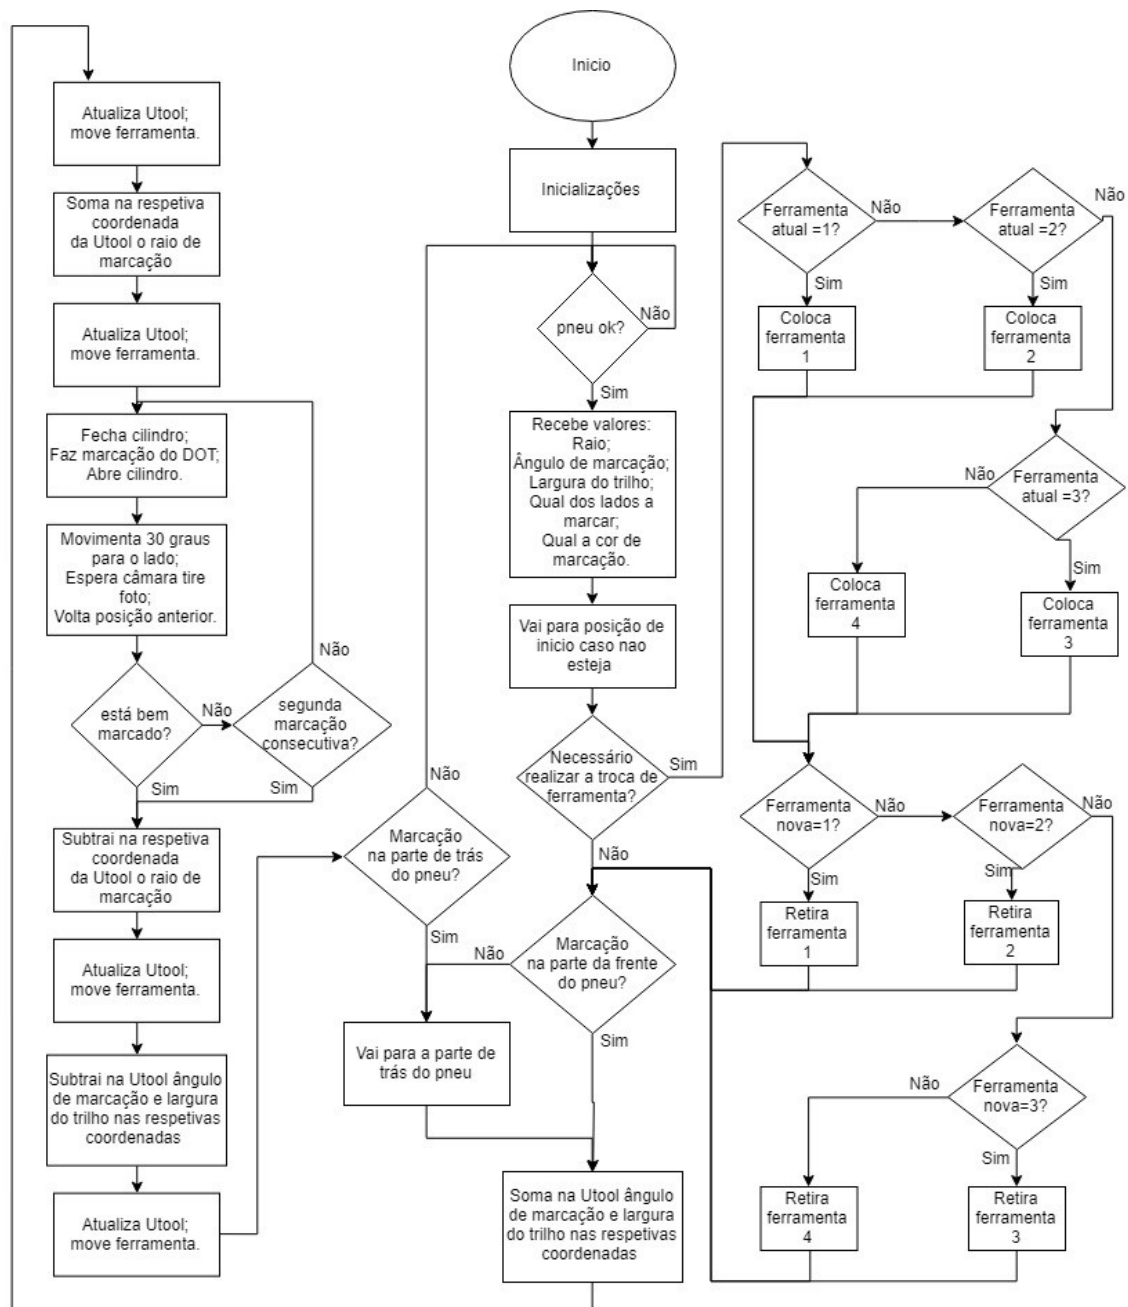 Inicio
Inicializações
pneu ok?
Não
Sim
Recebe valores:
Raio;
Ângulo de marcação;
Largura do trilho;
Qual dos lados a
marcar;
Qual a cor de
marcação.
Vai para posição de
inicio caso nao
esteja
Necessário
realizar a troca de
ferramenta?
Sim
Não
Ferramenta
atual =1?
Não
Sim
Coloca
ferramenta
1
Ferramenta
atual =2?
Não
Sim
Coloca
ferramenta
2
Ferramenta
atual =3?
Não
Sim
Coloca
ferramenta
4
Coloca
ferramenta
3
Ferramenta
nova=1?
Não
Sim
Retira
ferramenta
1
Ferramenta
nova=2?
Não
Sim
Retira
ferramenta
2
Ferramenta
nova=3?
Não
Sim
Retira
ferramenta
4
Retira
ferramenta
3
Marcação
na parte da frente
do pneu?
Não
Sim
Vai para a parte de
trás do pneu
Soma na Utool ângulo
de marcação e largura
do trilho nas respetivas
coordenadas
Atualiza Utool;
move ferramenta.
Soma na respetiva
coordenada
da Utool o raio de
marcação
Atualiza Utool;
move ferramenta.
Fecha cilindro;
Faz marcação do DOT;
Abre cilindro.
Movimenta 30 graus
para o lado;
Espera câmara tire
foto;
Volta posição anterior.
está bem
marcado?
Não
Sim
segunda
marcação
consecutiva?
Não
Sim
Subtrai na respetiva
coordenada
da Utool o raio de
marcação
Atualiza Utool;
move ferramenta.
Subtrai na Utool ângulo
de marcação e largura
do trilho nas respetivas
coordenadas
Atualiza Utool;
move ferramenta.
Marcação
na parte de trás
do pneu?
Não
Sim